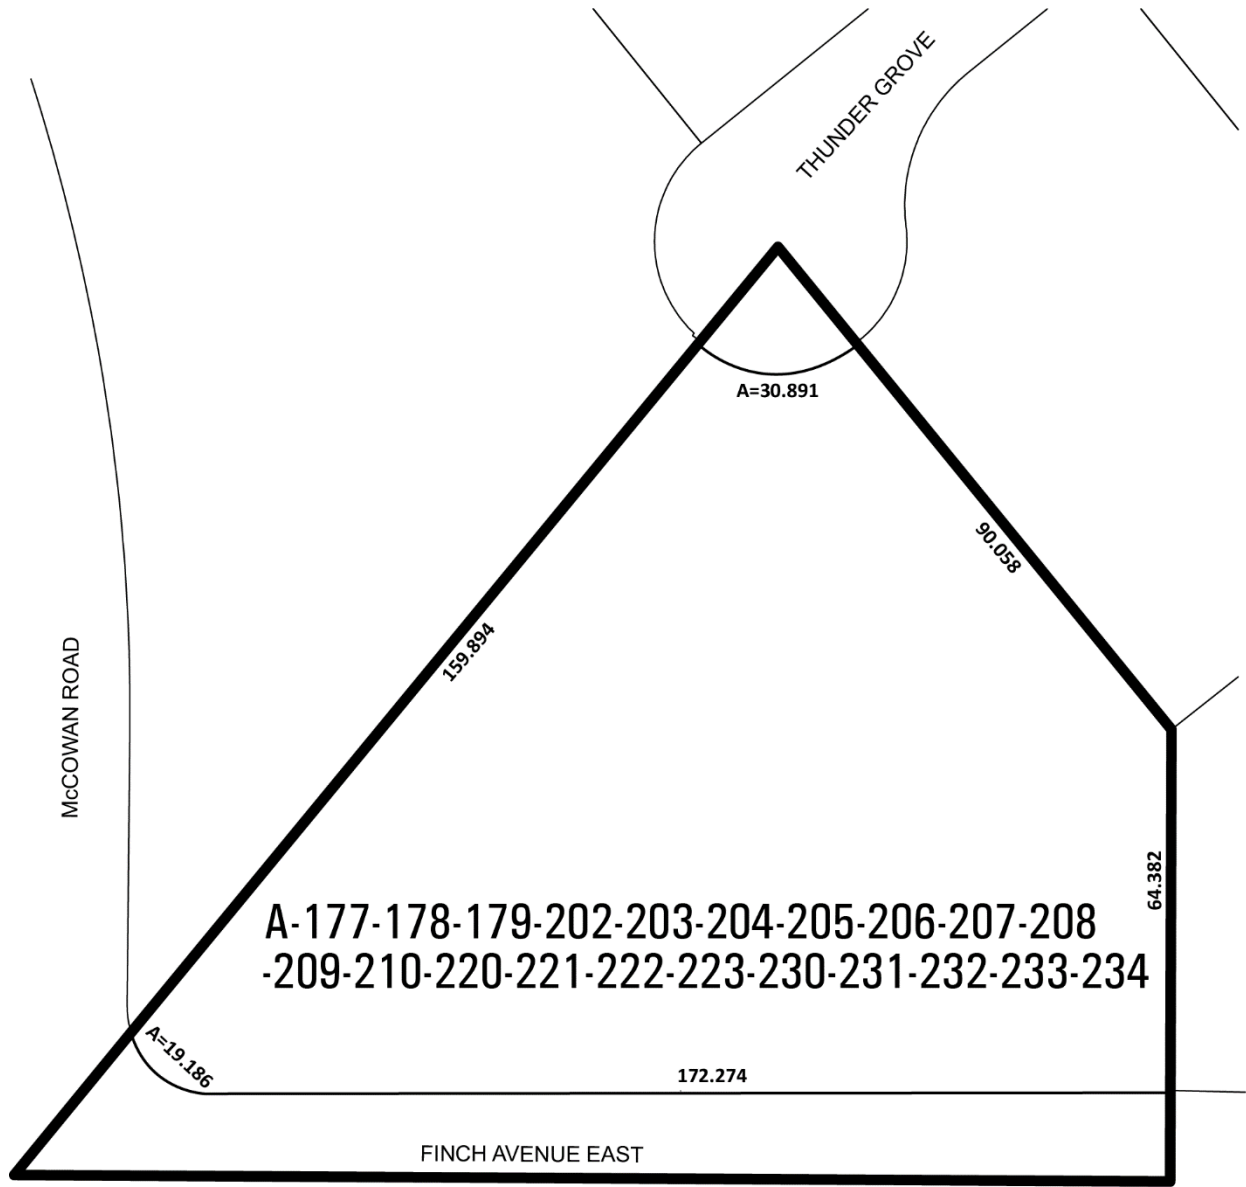 THUNDER GROVE
A=30.891
90.058
159.894
McCOWAN ROAD
64.382
A-177-178-179-202-203-204-205-206-207-208
-209-210-220-221-222-223-230-231-232-233-234
A=19.186
172.274
FINCH AVENUE EAST